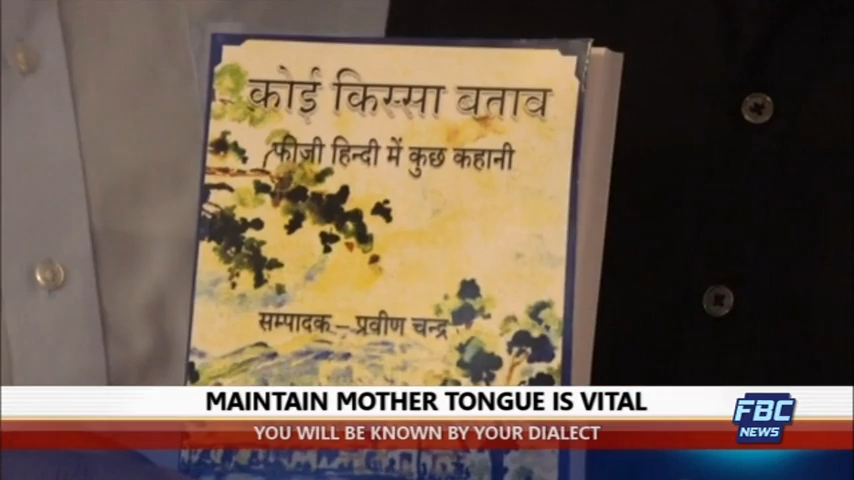 कोई किस्सा बताव
फीजी हिन्दी में कुछ कहानी
सम्पादक – प्रवीण चन्द्र
MAINTAIN MOTHER TONGUE IS VITAL
YOU WILL BE KNOWN BY YOUR DIALECT
FBC
NEWS